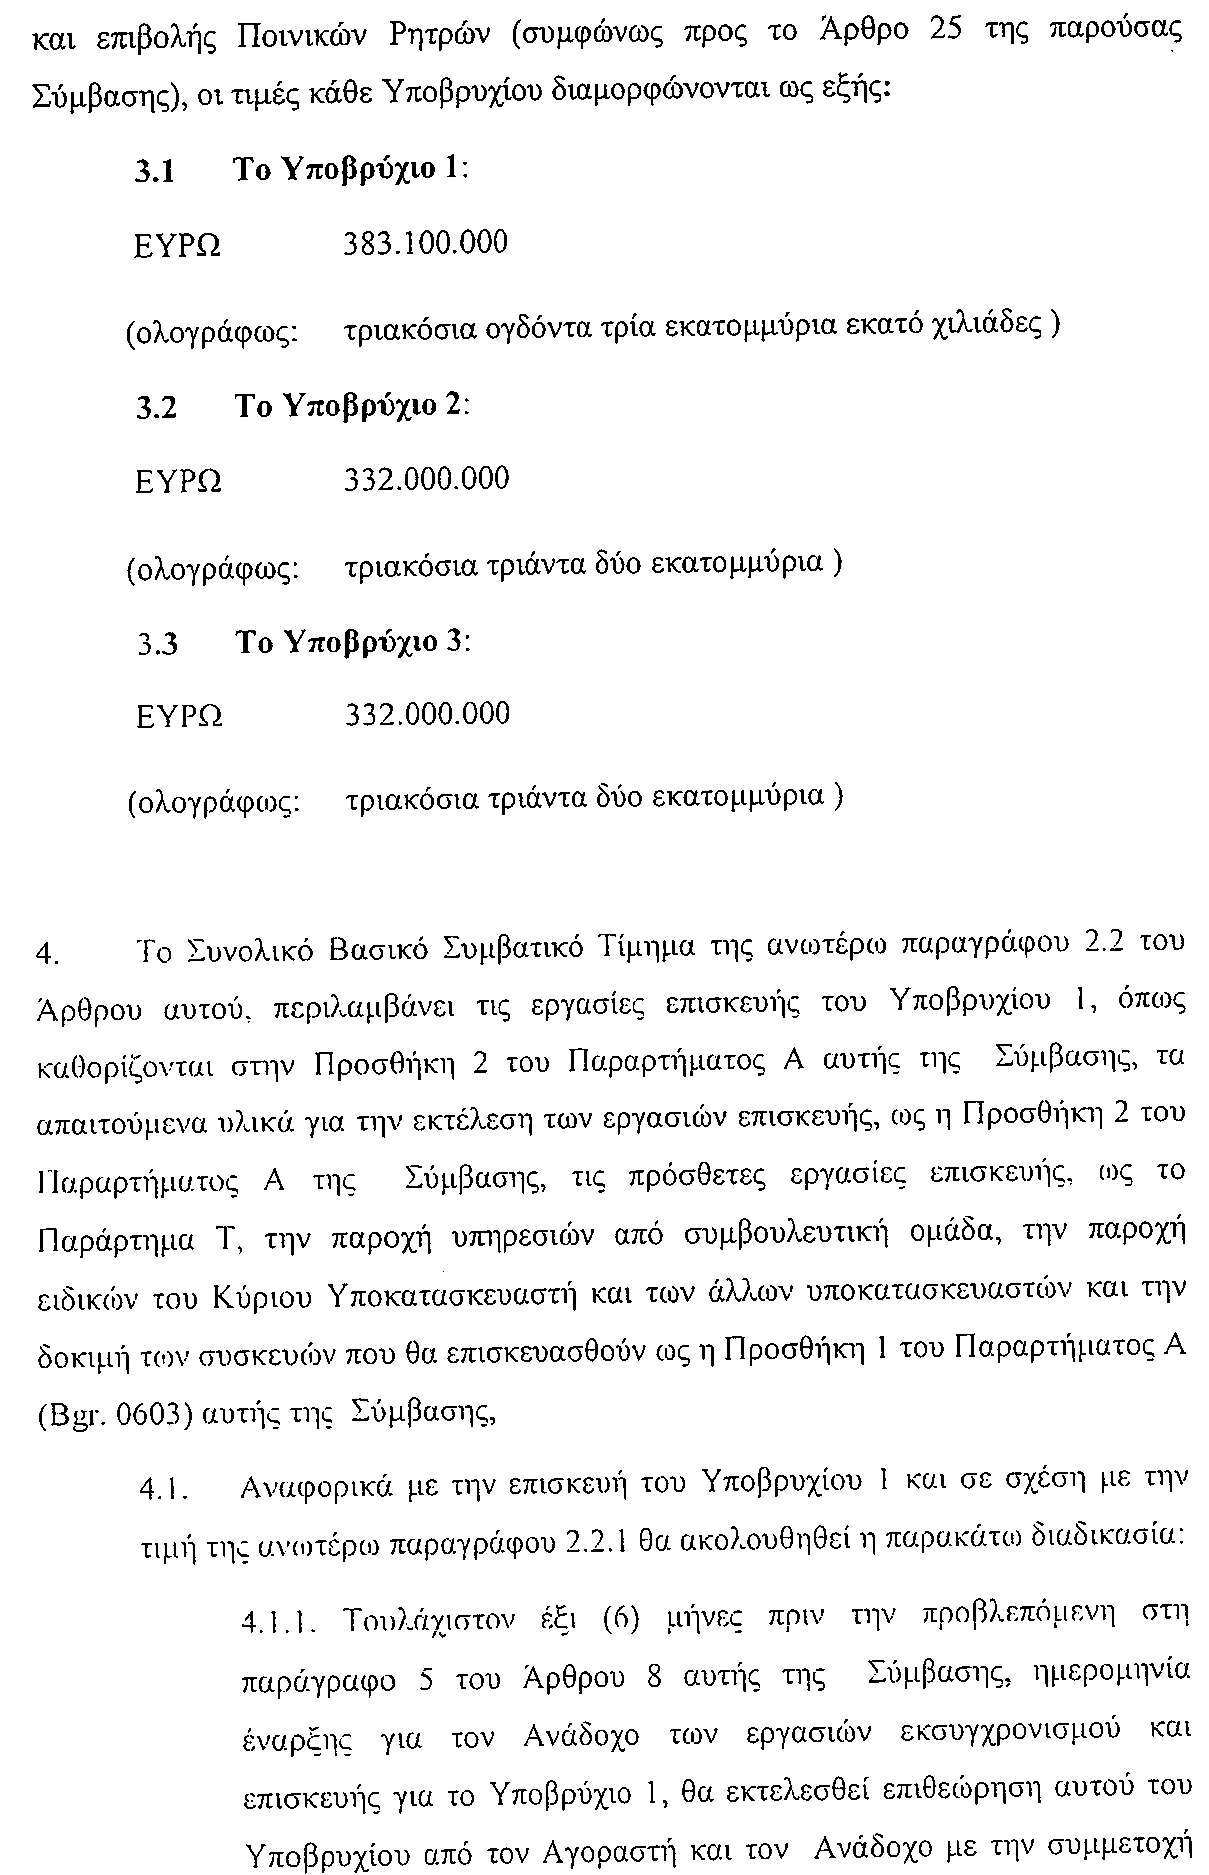 και επιβολής Ποινικών Ρητρών (συμφώνως προς το Άρθρο 25 της παρούσας
Σύμβασης), οι τιμές κάθε Υποβρυχίου διαμορφώνονται ως εξής:
3.1 Το Υποβρύχιο 1:
ΕΥΡΩ 383.100.000
(ολογράφως: τριακόσια ογδόντα τρία εκατομμύρια εκατό χιλιάδες )
3.2 Το Υποβρύχιο 2:
ΕΥΡΩ 332.000.000
(ολογράφως: τριακόσια τριάντα δύο εκατομμύρια )
3.3 Το Υποβρύχιο 3:
ΕΥΡΩ 332.000.000
(ολογράφως: τριακόσια τριάντα δύο εκατομμύρια )
4. Το Συνολικό Βασικό Συμβατικό Τίμημα της ανωτέρω παραγράφου 2.2 του
Άρθρου αυτού, περιλαμβάνει τις εργασίες επισκευής του Υποβρυχίου 1, όπως
καθορίζονται στην Προσθήκη 2 του Παραρτήματος Α αυτής της Σύμβασης, τα
απαιτούμενα υλικά για την εκτέλεση των εργασιών επισκευής, ως η Προσθήκη 2 του
Παραρτήματος Α της Σύμβασης, τις πρόσθετες εργασίες επισκευής, ως το
Παράρτημα Τ, την παροχή υπηρεσιών από συμβουλευτική ομάδα, την παροχή
ειδικών του Κύριου Υποκατασκευαστή και των άλλων υποκατασκευαστών και την
δοκιμή των συσκευών που θα επισκευασθούν ως η Προσθήκη 1 του Παραρτήματος Α
(Bgr. 0603) αυτής της Σύμβασης,
4.1. Αναφορικά με την επισκευή του Υποβρυχίου 1 και σε σχέση με την
τιμή της ανωτέρω παραγράφου 2.2.1 θα ακολουθηθεί η παρακάτω διαδικασία:
4.1.1. Τουλάχιστον έξι (6) μήνες πριν την προβλεπόμενη στη
παράγραφο 5 του Άρθρου 8 αυτής της Σύμβασης, ημερομηνία
έναρξης για τον Ανάδοχο των εργασιών εκσυγχρονισμού και
επισκευής για το Υποβρύχιο 1, θα εκτελεσθεί επιθεώρηση αυτού του
Υποβρυχίου από τον Αγοραστή και τον Ανάδοχο με την συμμετοχή